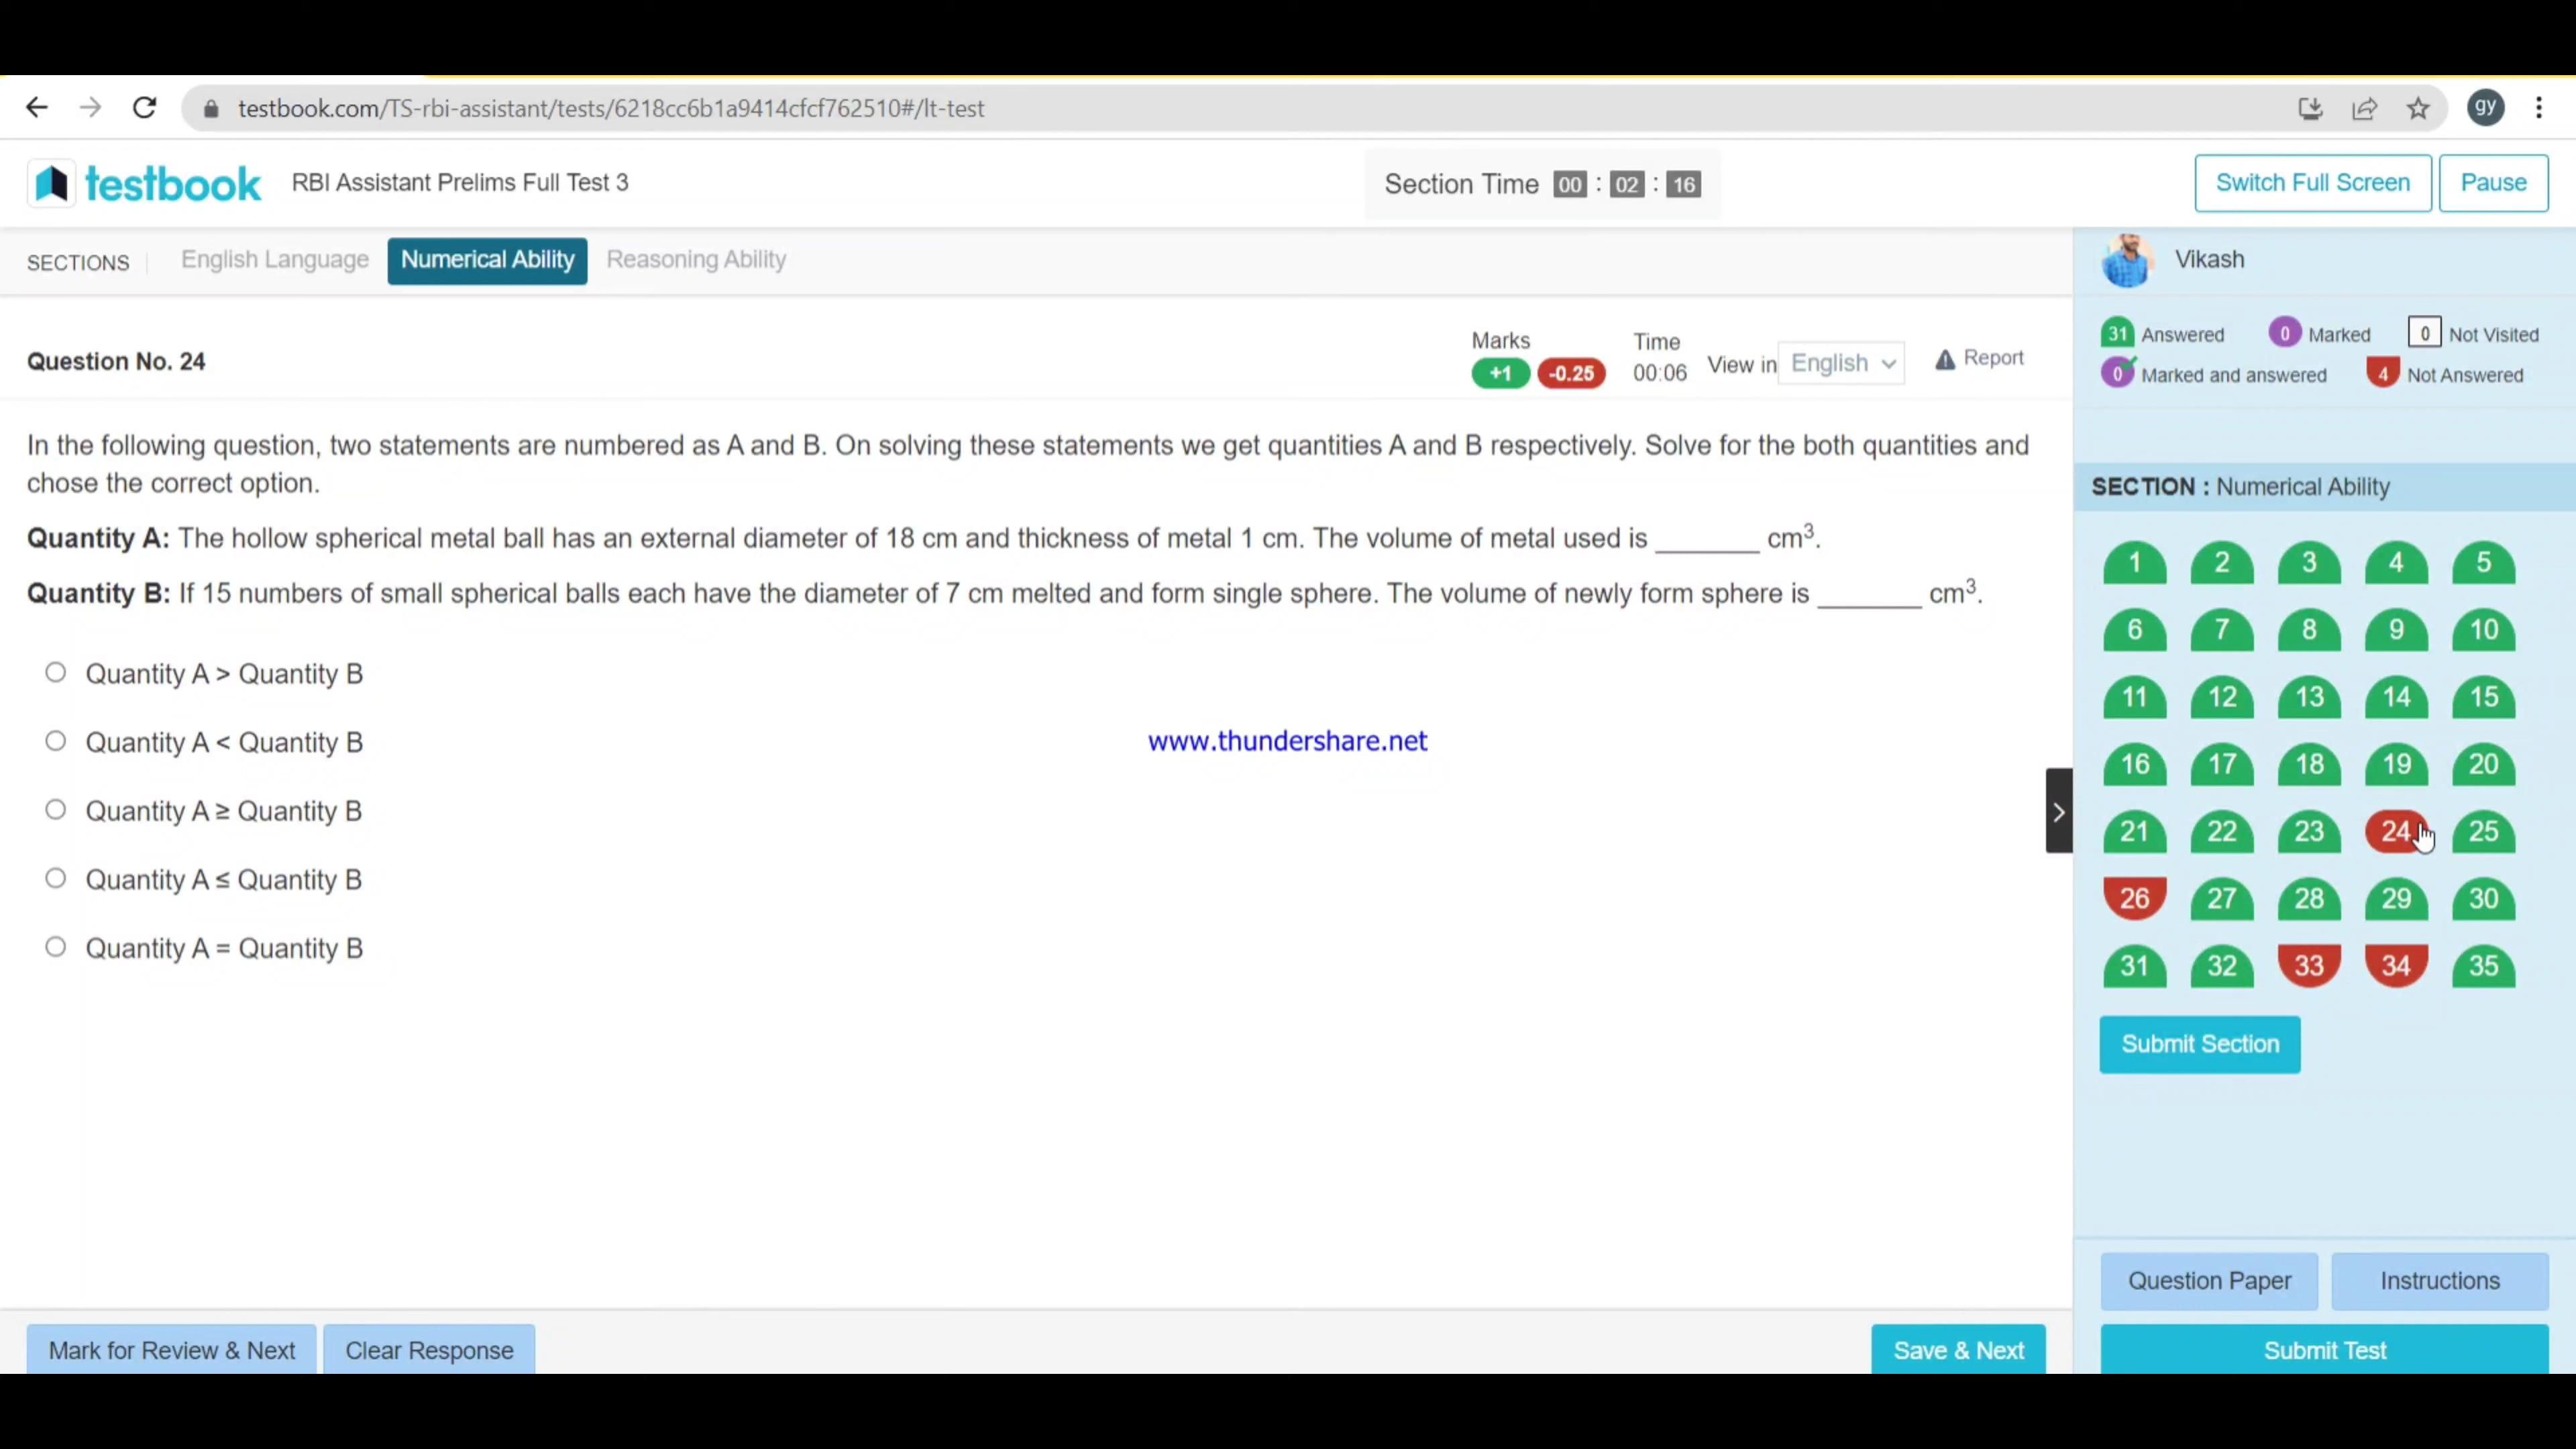 testbook.com/TS-rbi-assistant/tests/6218cc6b1a9414cfcf762510#/lt-test
gy
testbook RBI Assistant Prelims Full Test 3 Section Time 00 : 02 : 16 Switch Full Screen Pause
SECTIONS English Language Numerical Ability Reasoning Ability
Vikash
31 Answered 0 Marked 0 Not Visited
0 Marked and answered 4 Not Answered
Question No. 24
Marks
+1 -0.25
Time
00:06
View in English
Report
In the following question, two statements are numbered as A and B. On solving these statements we get quantities A and B respectively. Solve for the both quantities and
chose the correct option.
Quantity A: The hollow spherical metal ball has an external diameter of 18 cm and thickness of metal 1 cm. The volume of metal used is _______ cm³.
Quantity B: If 15 numbers of small spherical balls each have the diameter of 7 cm melted and form single sphere. The volume of newly form sphere is _______ cm³.
Quantity A > Quantity B
Quantity A < Quantity B
Quantity A ≥ Quantity B
Quantity A ≤ Quantity B
Quantity A = Quantity B
www.thundershare.net
SECTION : Numerical Ability
1 2 3 4 5
6 7 8 9 10
11 12 13 14 15
16 17 18 19 20
21 22 23 24 25
26 27 28 29 30
31 32 33 34 35
Submit Section
Question Paper Instructions
Mark for Review & Next Clear Response Save & Next Submit Test